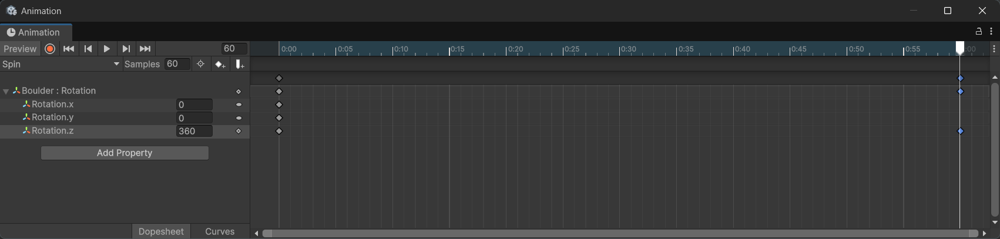 Animation
Animation
Preview 60 0:00 0:05 0:10 0:15 0:20 0:25 0:30 0:35 0:40 0:45 0:50 0:55 :00
Spin Samples 60
Boulder : Rotation
Rotation.x 0
Rotation.y 0
Rotation.z 360
Add Property
Dopesheet Curves